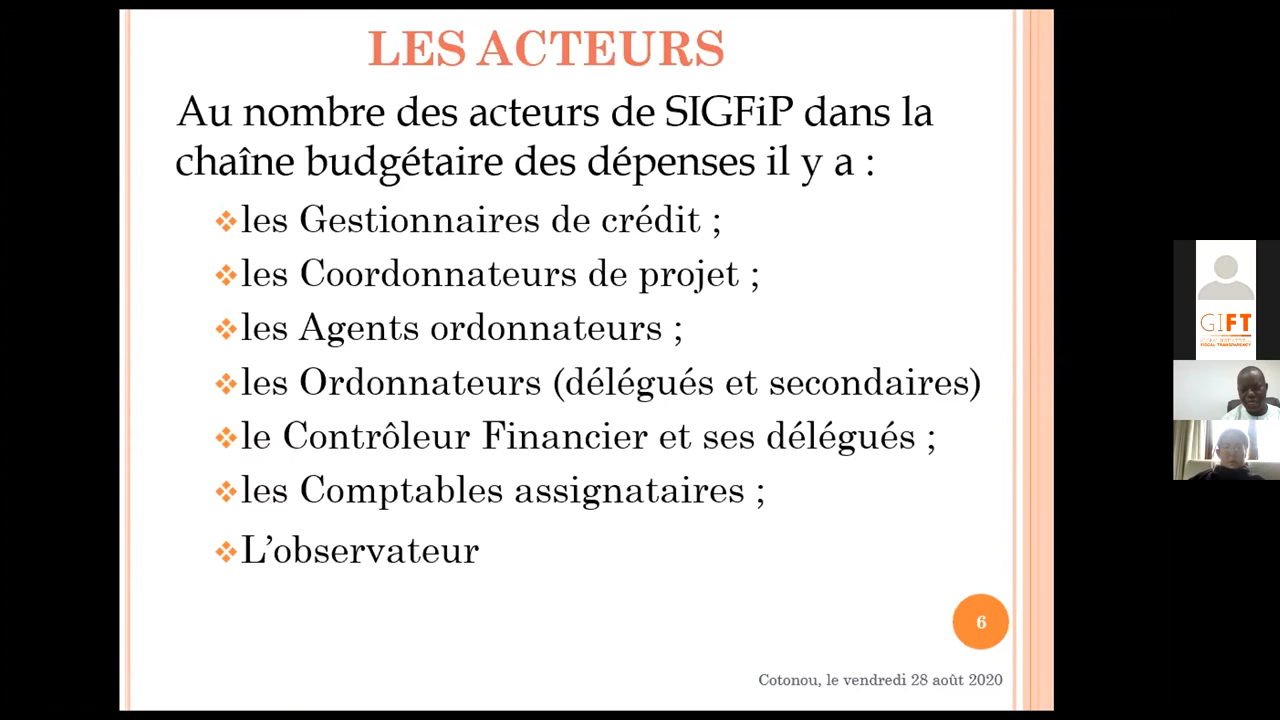 LES ACTEURS
Au nombre des acteurs de SIGFiP dans la
chaîne budgétaire des dépenses il y a :
les Gestionnaires de crédit ;
les Coordonnateurs de projet ;
les Agents ordonnateurs ;
les Ordonnateurs (délégués et secondaires)
le Contrôleur Financier et ses délégués ;
les Comptables assignataires ;
L’observateur
6
Cotonou, le vendredi 28 août 2020
GIFT
FISCAL TRANSPARENCY